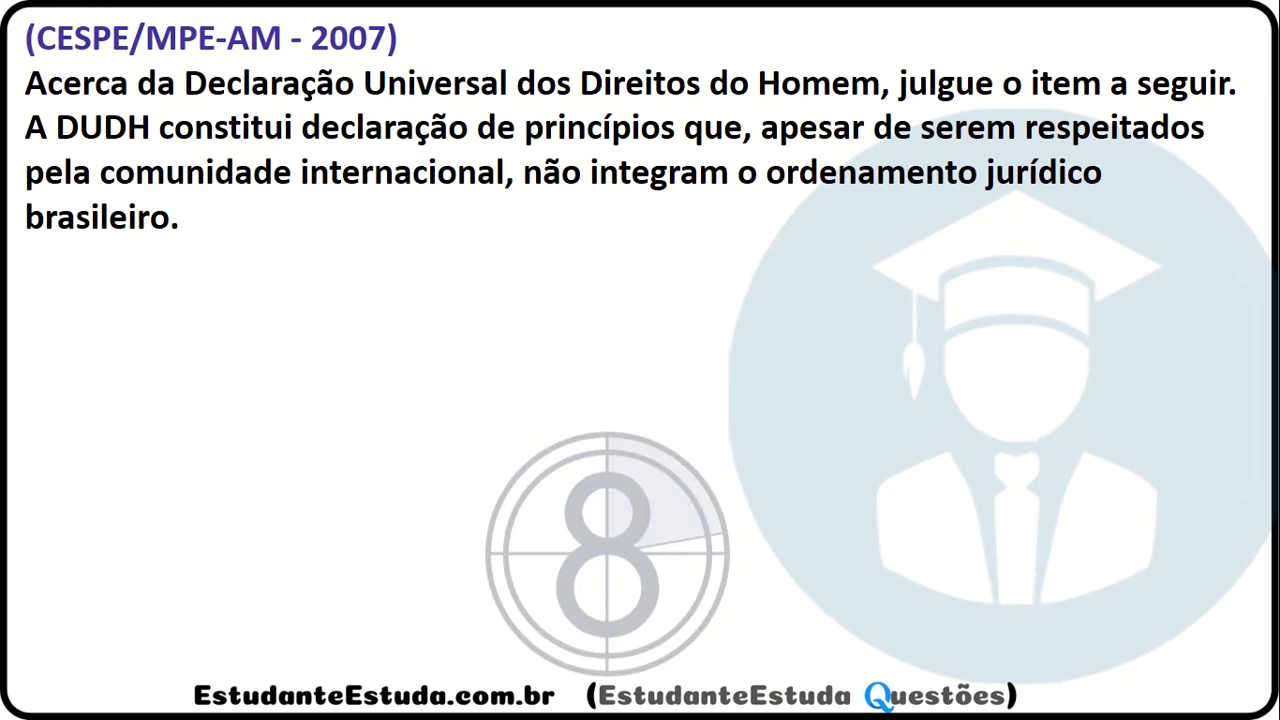 (CESPE/MPE-AM - 2007)
Acerca da Declaração Universal dos Direitos do Homem, julgue o item a seguir.
A DUDH constitui declaração de princípios que, apesar de serem respeitados
pela comunidade internacional, não integram o ordenamento jurídico
brasileiro.
8
EstudanteEstuda.com.br (EstudanteEstuda Questões)